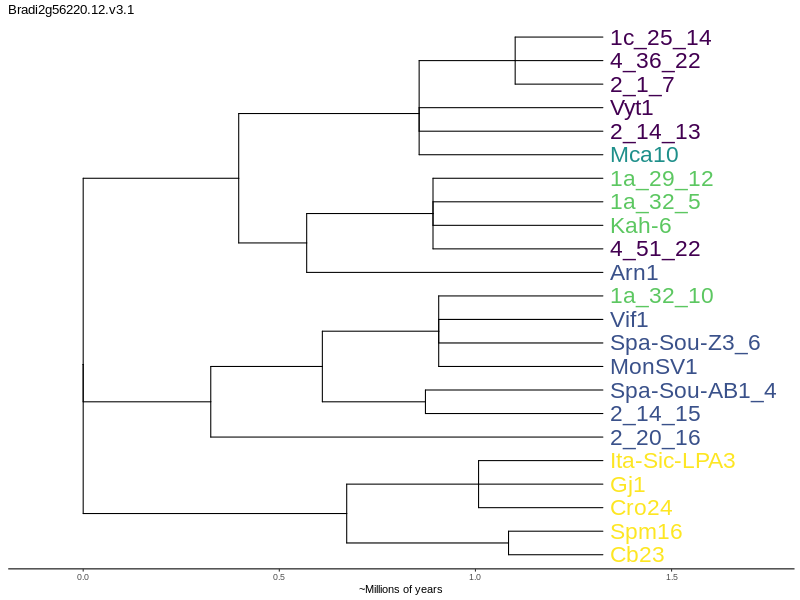 Bradi2g56220.12.v3.1
1c_25_14
4_36_22
2_1_7
Vyt1
2_14_13
Mca10
1a_29_12
1a_32_5
Kah-6
4_51_22
Arn1
1a_32_10
Vif1
Spa-Sou-Z3_6
MonSV1
Spa-Sou-AB1_4
2_14_15
2_20_16
Ita-Sic-LPA3
Gj1
Cro24
Spm16
Cb23
0.0 0.5 1.0 1.5
~Millions of years